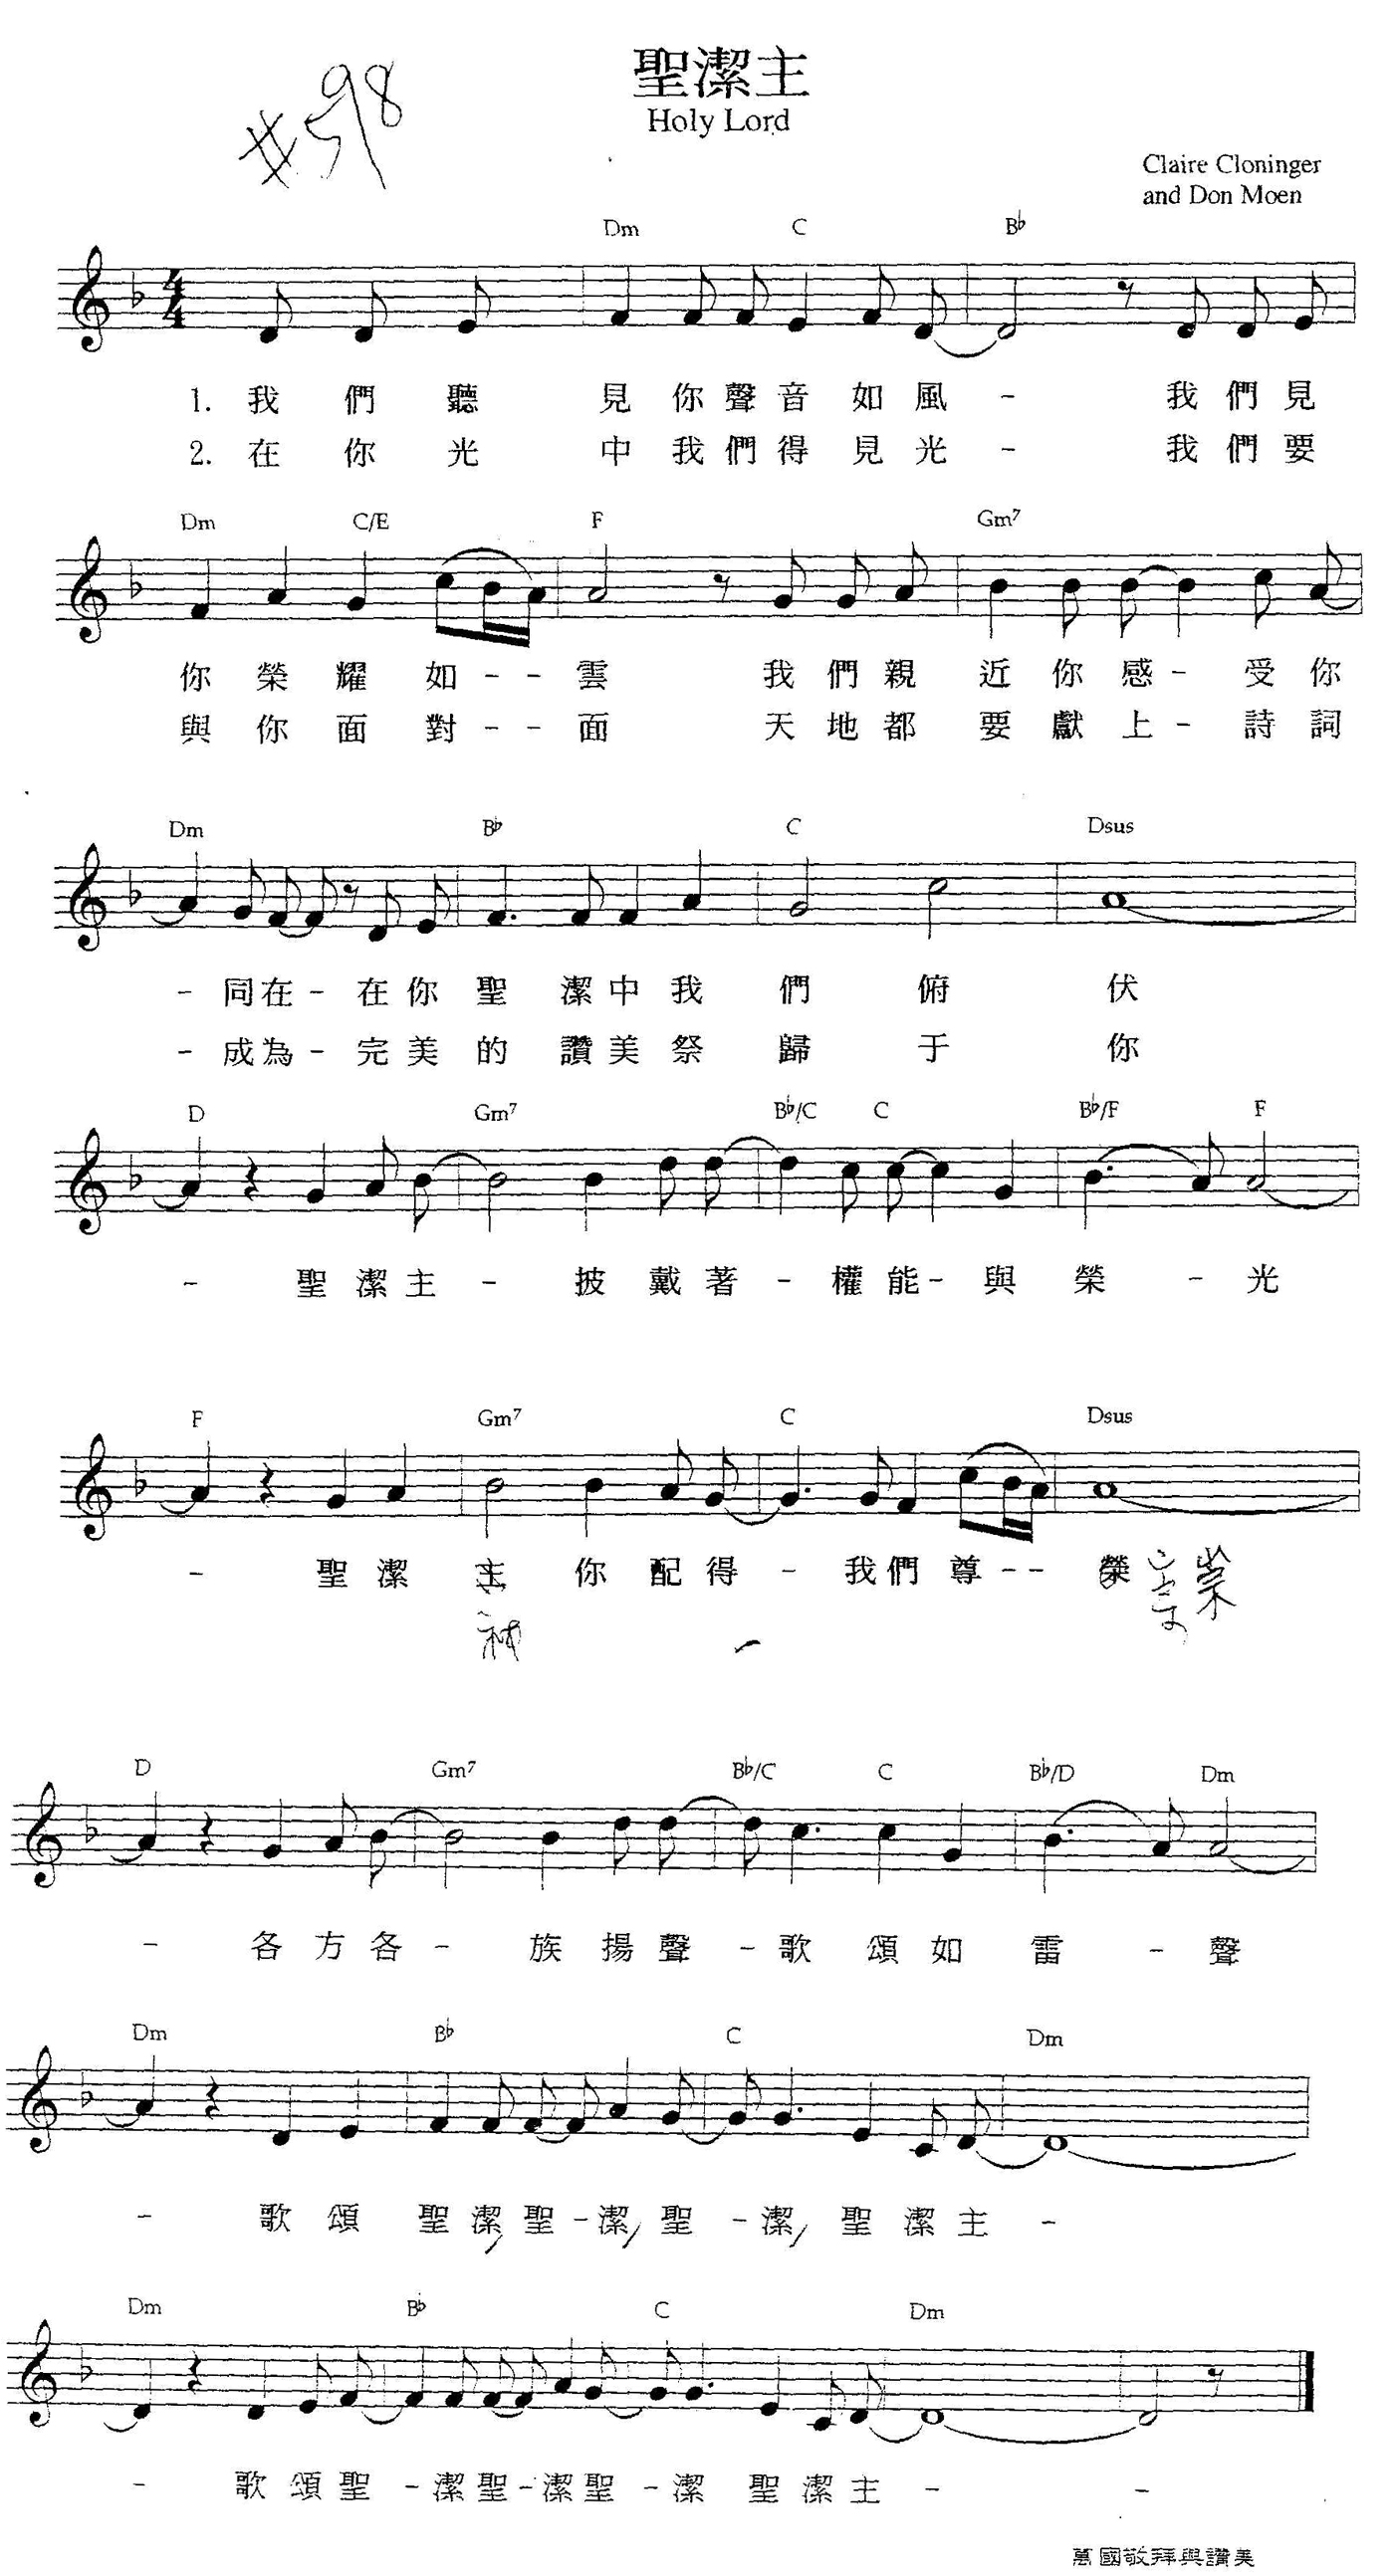 聖潔主
#598
Holy Lord
Claire Cloninger
and Don Moen
Dm C B♭
4/4
1. 我們聽見你聲音如風 - 我們見
2. 在你光中我們得見光 - 我們要
Dm C/E F Gm7
你榮耀如 - - 雲 我們親近你感 - 受你
與你面對 - - 面 天地都要獻上 - 詩詞
Dm B♭ C Dsus
- 同在 - 在你聖潔中我們俯伏
- 成為 - 完美的讚美祭歸于你
D Gm7 B♭/C C B♭/F F
- 聖潔主 - 披戴著 - 權能 - 與榮 - 光
F Gm7 C Dsus
- 聖潔主你配得 - 我們尊 - - 榮 崇
神
D Gm7 B♭/C C B♭/D Dm
- 各方各 - 族揚聲 - 歌頌如雷 - 聲
Dm B♭ C Dm
- 歌頌聖潔, 聖 - 潔, 聖 - 潔, 聖潔主 -
Dm B♭ C Dm
- 歌頌聖 - 潔聖 - 潔聖 - 潔聖潔主 - -
萬國敬拜與讚美